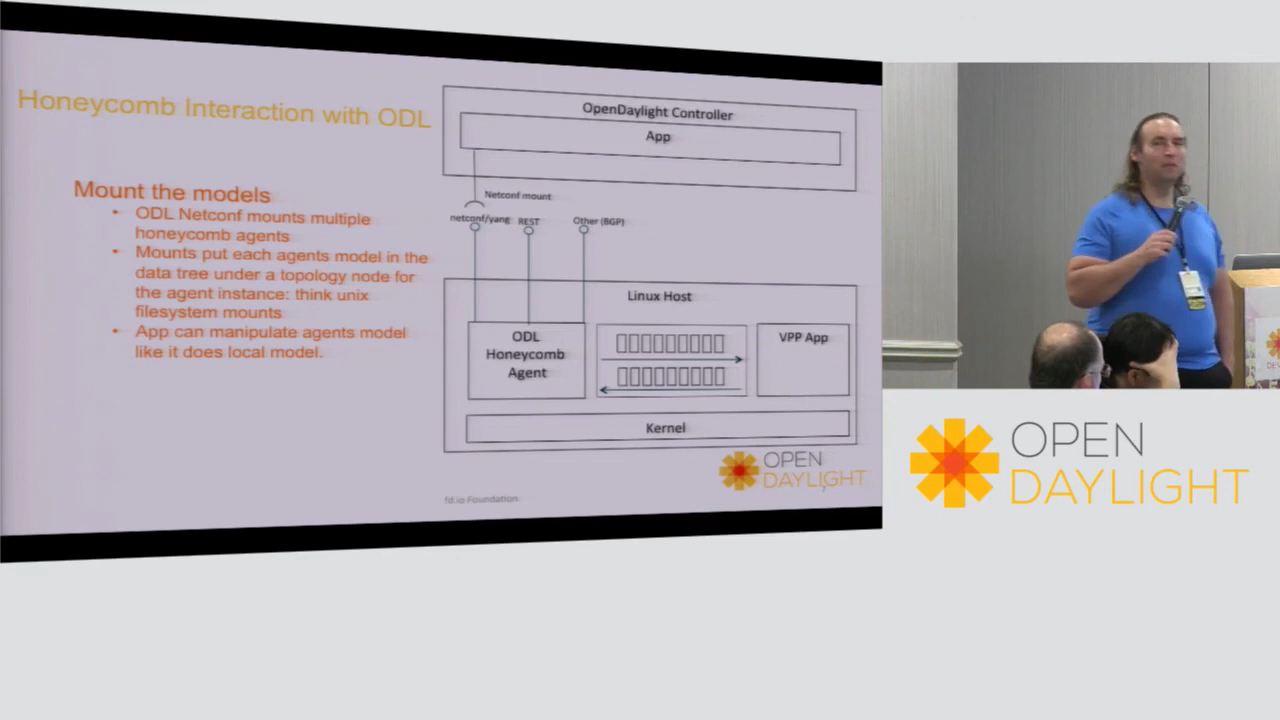 Honeycomb Interaction with ODL
Mount the models
• ODL Netconf mounts multiple
honeycomb agents
• Mounts put each agents model in the
data tree under a topology node for
the agent instance: think unix
filesystem mounts
• App can manipulate agents model
like it does local model.
OpenDaylight Controller
App
Netconf mount
netconf/yang
REST
Other (BGP)
Linux Host
ODL
Honeycomb
Agent
VPP App
Kernel
OPEN
DAYLIGHT
fd.io Foundation
OPEN
DAYLIGHT